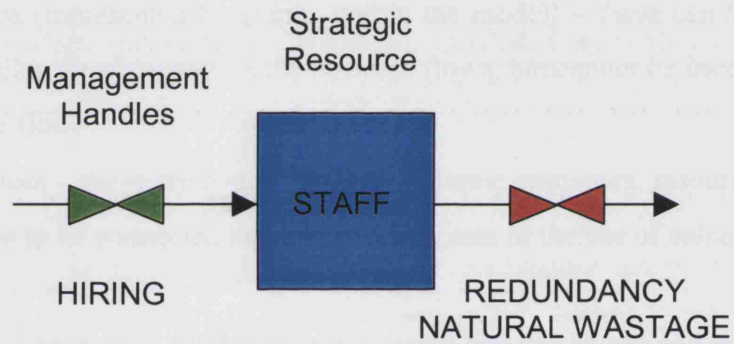 Strategic
Resource
Management
Handles
STAFF
HIRING
REDUNDANCY
NATURAL WASTAGE